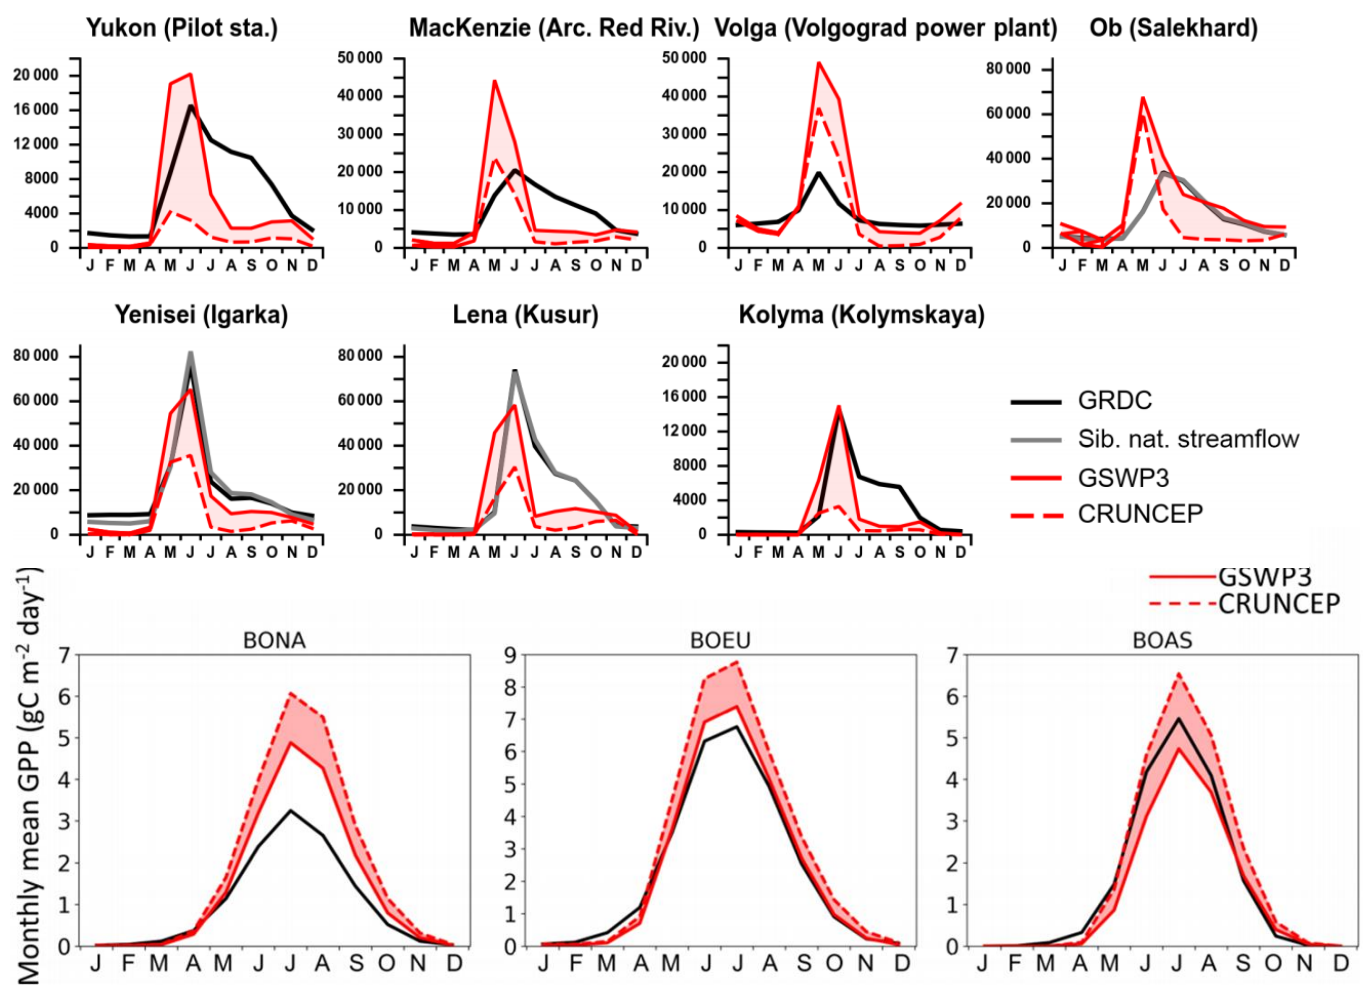 Yukon (Pilot sta.) MacKenzie (Arc. Red Riv.) Volga (Volgograd power plant) Ob (Salekhard)
20 000
16 000
12 000
8000
4000
0
J F M A M J J A S O N D
50 000
40 000
30 000
20 000
10 000
0
J F M A M J J A S O N D
50 000
40 000
30 000
20 000
10 000
0
J F M A M J J A S O N D
80 000
60 000
40 000
20 000
0
J F M A M J J A S O N D
Yenisei (Igarka) Lena (Kusur) Kolyma (Kolymskaya)
80 000
60 000
40 000
20 000
0
J F M A M J J A S O N D
80 000
60 000
40 000
20 000
0
J F M A M J J A S O N D
20 000
16 000
12 000
8000
4000
0
J F M A M J J A S O N D
GRDC
Sib. nat. streamflow
GSWP3
CRUNCEP
GSWP3
CRUNCEP
Monthly mean GPP (gC m⁻² day⁻¹)
BONA
7
6
5
4
3
2
1
0
J F M A M J J A S O N D
BOEU
9
8
7
6
5
4
3
2
1
0
J F M A M J J A S O N D
BOAS
7
6
5
4
3
2
1
0
J F M A M J J A S O N D